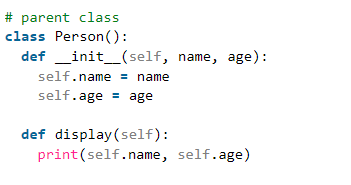 # parent class
class Person():
  def __init__(self, name, age):
    self.name = name
    self.age = age

  def display(self):
    print(self.name, self.age)